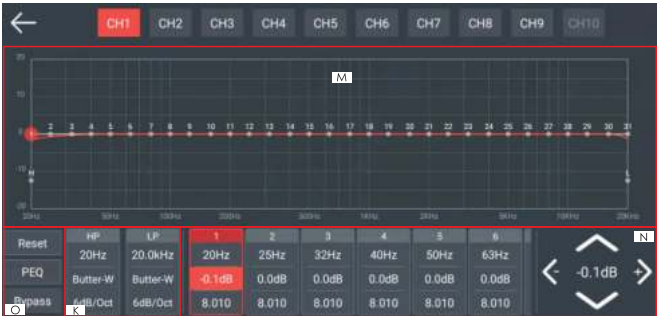 CH1 CH2 CH3 CH4 CH5 CH6 CH7 CH8 CH9 CH10
M
20
10
1 2 3 4 5 6 7 8 9 10 11 12 13 14 15 16 17 18 19 20 21 22 23 24 25 26 27 28 29 30 31
0
-10
H L
-20
20Hz 50Hz 100Hz 200Hz 500Hz 1KHz 2KHz 5KHz 10KHz 20KHz
Reset HP LP 1 2 3 4 5 6 N
20Hz 20.0kHz 20Hz 25Hz 32Hz 40Hz 50Hz 63Hz
PEQ Butter-W Butter-W -0.1dB 0.0dB 0.0dB 0.0dB 0.0dB 0.0dB - -0.1dB +
Bypass 6dB/Oct 6dB/Oct 8.010 8.010 8.010 8.010 8.010 8.010
O K